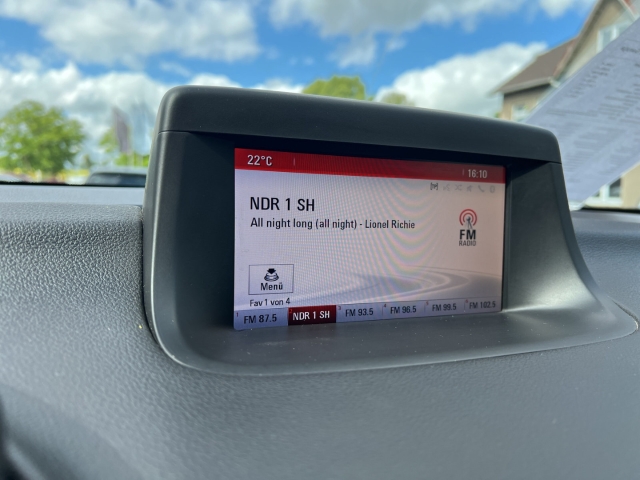 22°C
16:10
NDR 1 SH
All night long (all night) - Lionel Richie
FM
RADIO
Menü
Fav 1 von 4
FM 87.5
NDR 1 SH
FM 93.5
FM 96.5
FM 99.5
FM 102.5